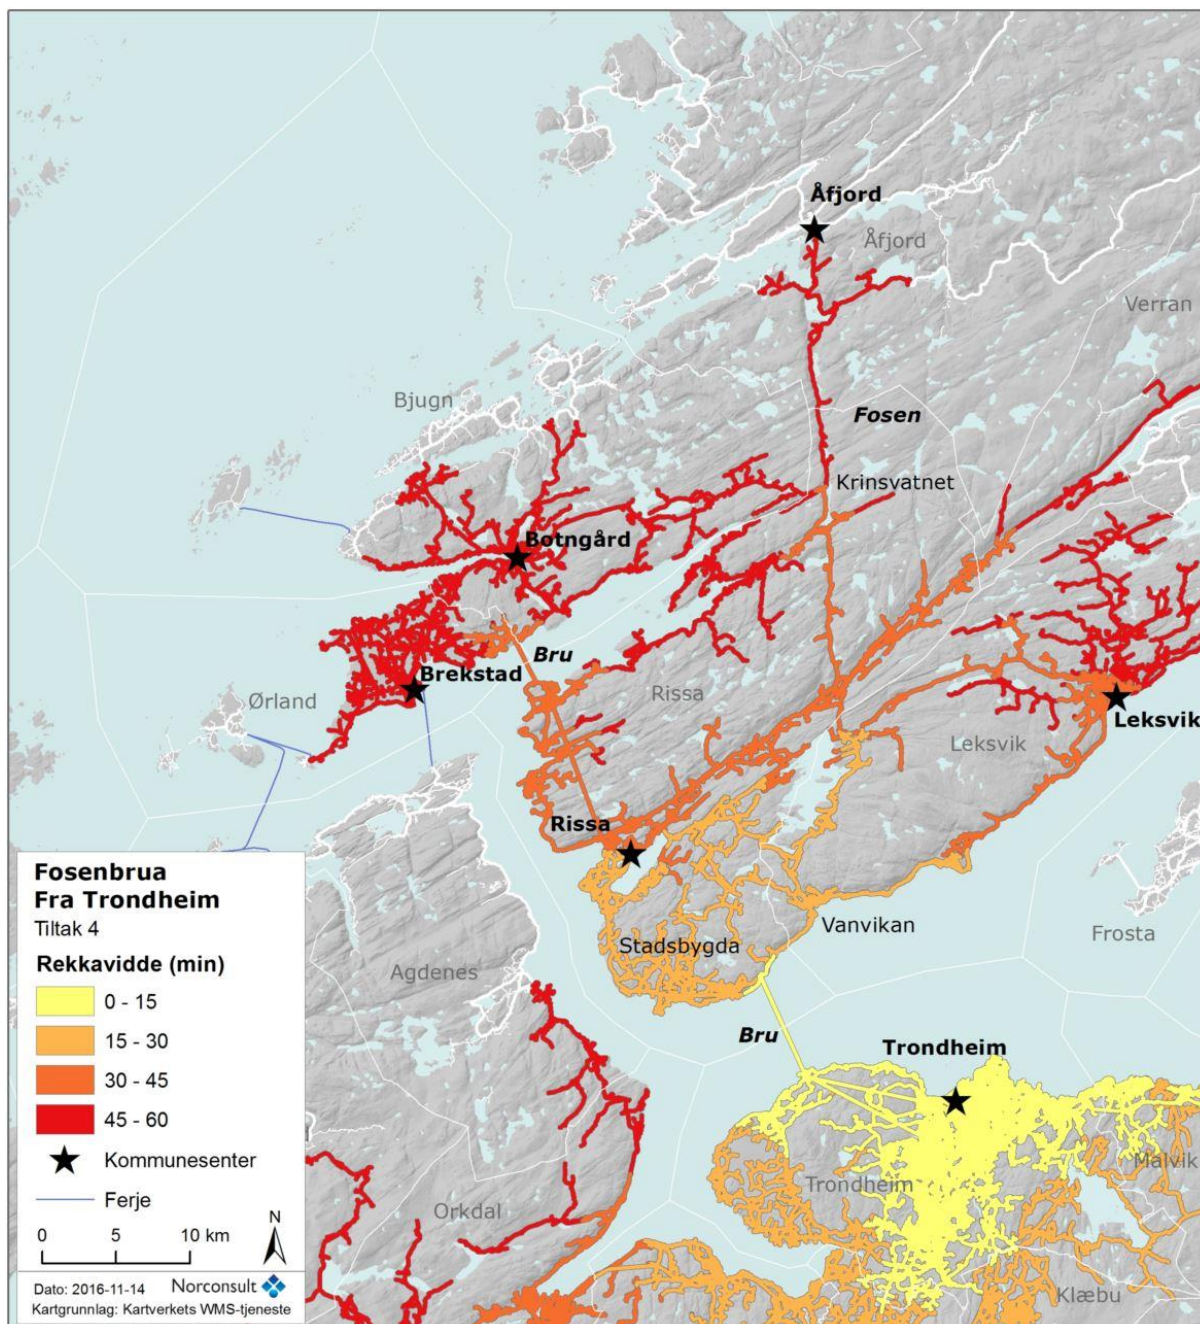 Åfjord
Åfjord
Verran
Bjugn
Fosen
Krinsvatnet
Botngård
Bru
Brekstad
Ørland
Rissa
Leksvik
Leksvik
Rissa
Vanvikan
Stadsbygda
Frosta
Agdenes
Bru
Trondheim
Malvik
Trondheim
Orkdal
Klæbu
Fosenbrua
Fra Trondheim
Tiltak 4
Rekkavidde (min)
0 - 15
15 - 30
30 - 45
45 - 60
Kommunesenter
Ferje
N
0 5 10 km
Dato: 2016-11-14 Norconsult
Kartgrunnlag: Kartverkets WMS-tjeneste